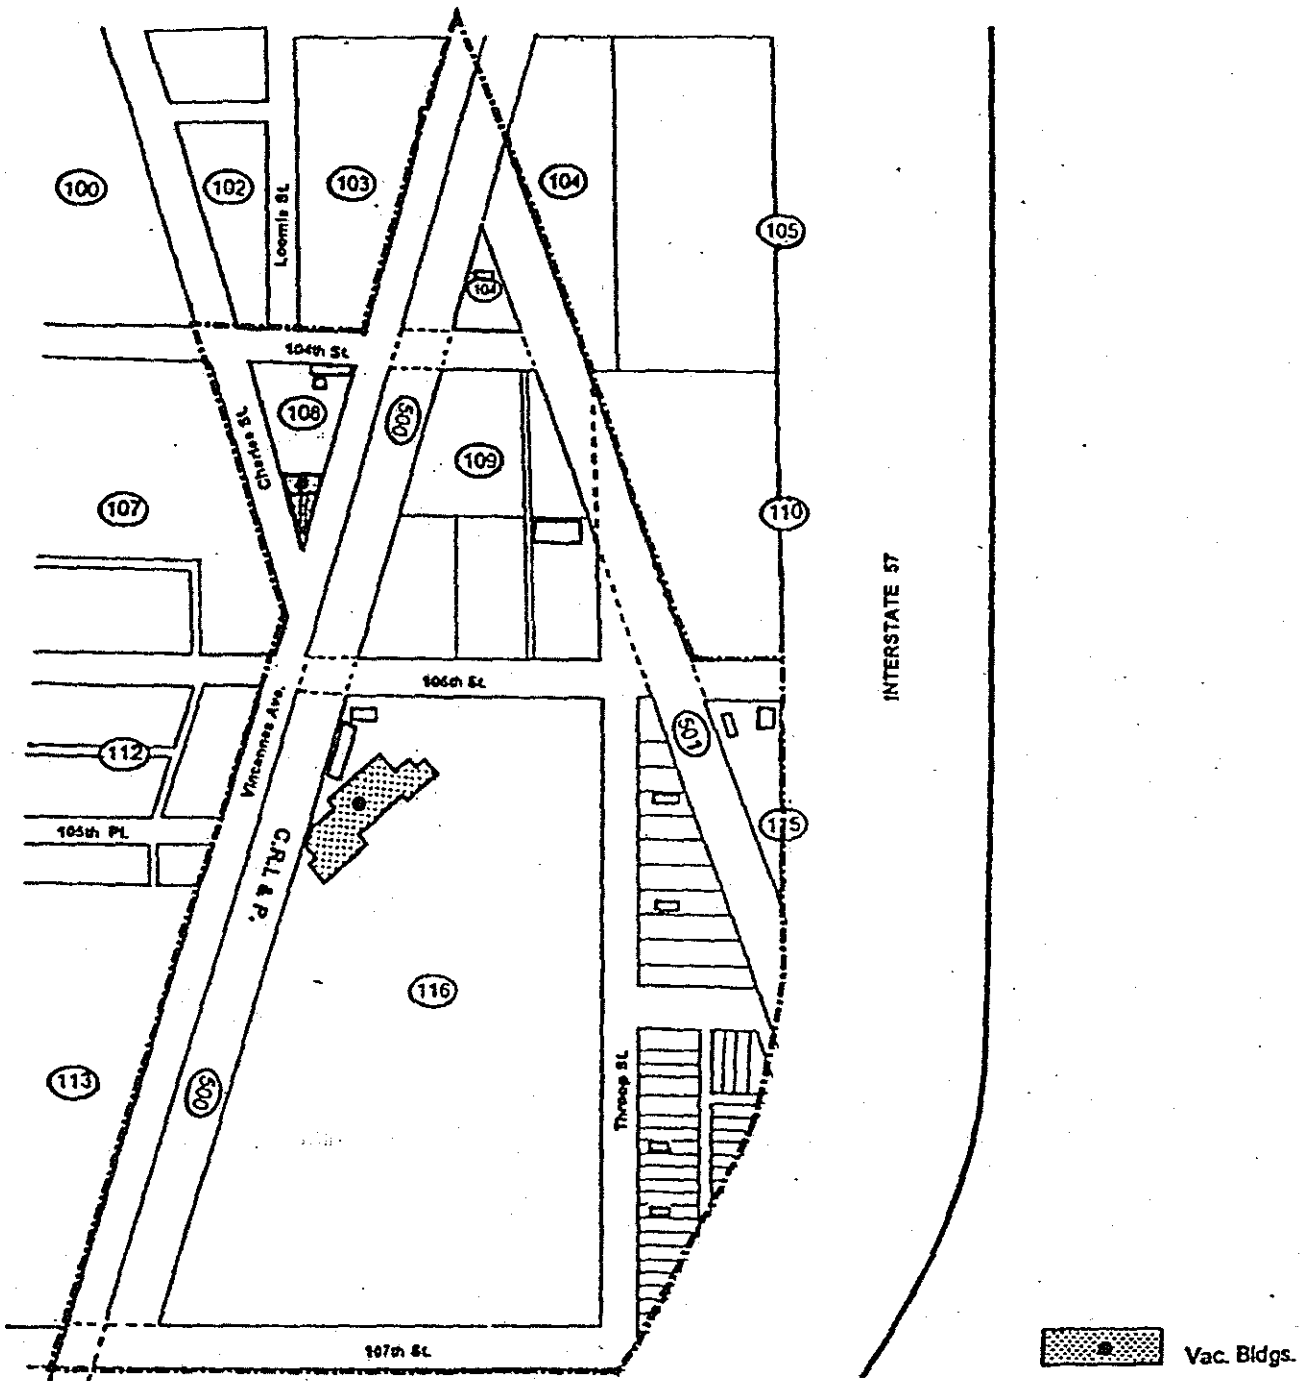 100
102
Loomis St.
103
104
105
104
104th St.
108
500
Charles St.
109
107
110
INTERSTATE 57
106th St.
Vincennes Ave.
501
112
105th Pl.
115
C.R.I. & P.
116
113
500
Throop St.
107th St.
Vac. Bldgs.